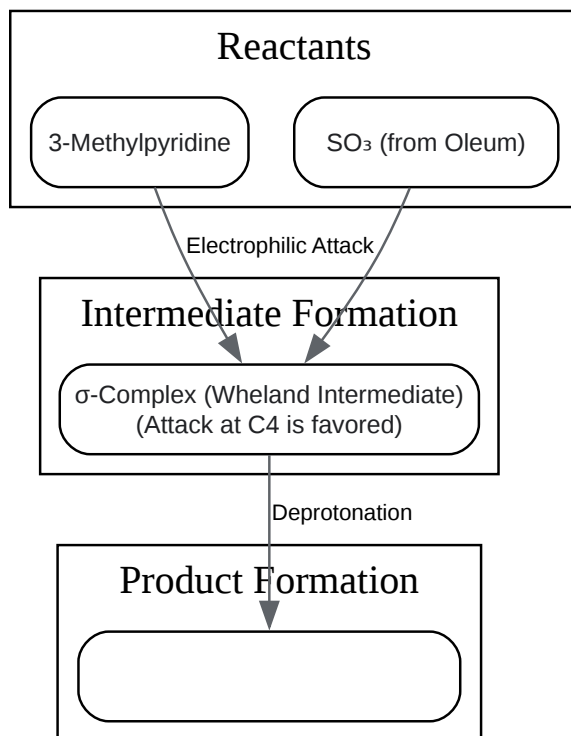 Reactants
3-Methylpyridine
SO₃ (from Oleum)
Electrophilic Attack
Intermediate Formation
σ-Complex (Wheland Intermediate)
(Attack at C4 is favored)
Deprotonation
Product Formation